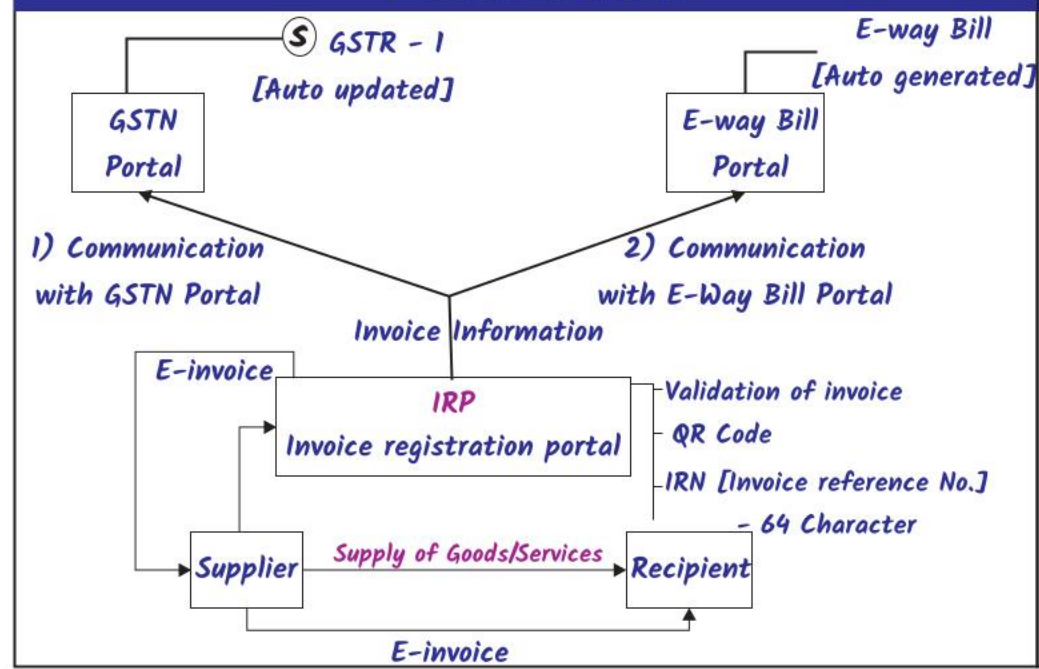 S GSTR - 1
[Auto updated]
E-way Bill
[Auto generated]
GSTN
Portal
E-way Bill
Portal
1) Communication
with GSTN Portal
2) Communication
with E-Way Bill Portal
Invoice Information
E-invoice
IRP
Invoice registration portal
Validation of invoice
QR Code
IRN [Invoice reference No.]
- 64 Character
Supplier
Supply of Goods/Services
Recipient
E-invoice